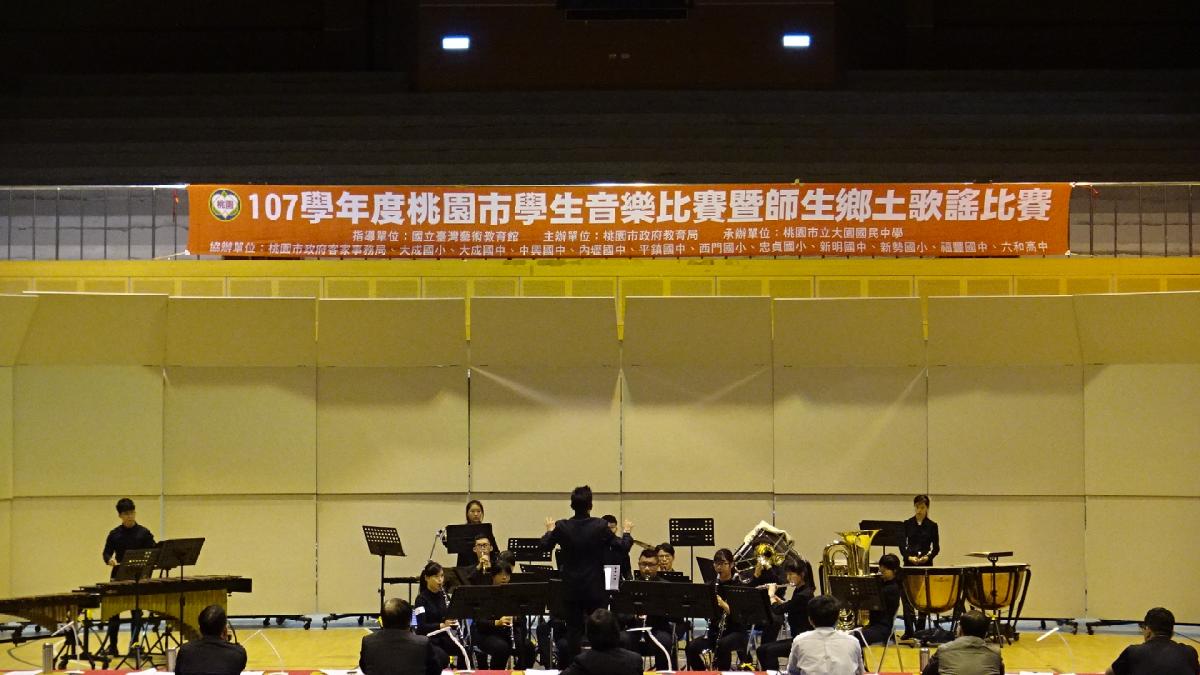 桃園
107學年度桃園市學生音樂比賽暨師生鄉土歌謠比賽
指導單位：國立臺灣藝術教育館 主辦單位：桃園市政府教育局 承辦單位：桃園市立大園國民中學
協辦單位：桃園市政府客家事務局、大成國小、大成國中、中興國中、內壢國中、平鎮國中、西門國小、忠貞國小、新明國中、新勢國小、福豐國中、六和高中